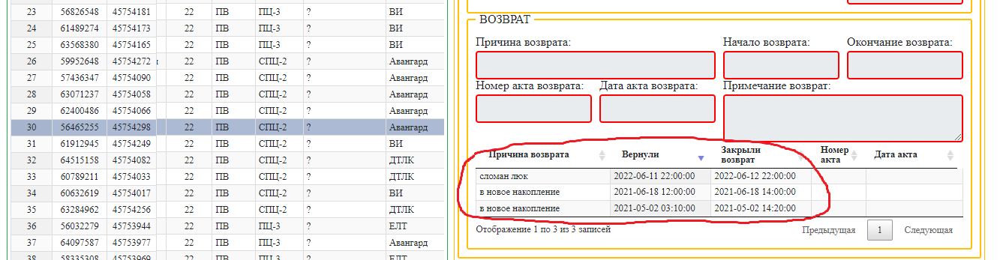 23 56826548 45754181 22 ПВ ПЦ-3 ? ВИ
24 61489274 45754173 22 ПВ ПЦ-3 ? ВИ
25 63568380 45754165 22 ПВ ПЦ-3 ? ВИ
26 59952648 45754272 22 ПВ СПЦ-2 ? Авангард
27 57436347 45754090 22 ПВ СПЦ-2 ? Авангард
28 63071237 45754058 22 ПВ СПЦ-2 ? Авангард
29 62400486 45754066 22 ПВ СПЦ-2 ? Авангард
30 56465255 45754298 22 ПВ СПЦ-2 ? Авангард
31 61912945 45754249 22 ПВ СПЦ-2 ? ВИ
32 64515158 45754082 22 ПВ СПЦ-2 ? ДТЛК
33 60789211 45754033 22 ПВ СПЦ-2 ? ДТЛК
34 60632619 45754017 22 ПВ СПЦ-2 ? ВИ
35 63284962 45754256 22 ПВ СПЦ-2 ? ДТЛК
36 56032279 45753944 22 ПВ ПЦ-3 ? ЕЛТ
37 64097587 45753977 22 ПВ ПЦ-3 ? Авангард
38 58335308 45753969 22 ПВ ПЦ-3 ? ЕЛТ
ВОЗВРАТ
Причина возврата: Начало возврата: Окончание возврата:
Номер акта возврата: Дата акта возврата: Примечание возврат:
Причина возврата Вернули Закрыли возврат Номер акта Дата акта
сломан люк 2022-06-11 22:00:00 2022-06-12 22:00:00
в новое накопление 2021-06-18 12:00:00 2021-06-18 14:00:00
в новое накопление 2021-05-02 03:10:00 2021-05-02 14:20:00
Отображение 1 по 3 из 3 записей
Предыдущая 1 Следующая